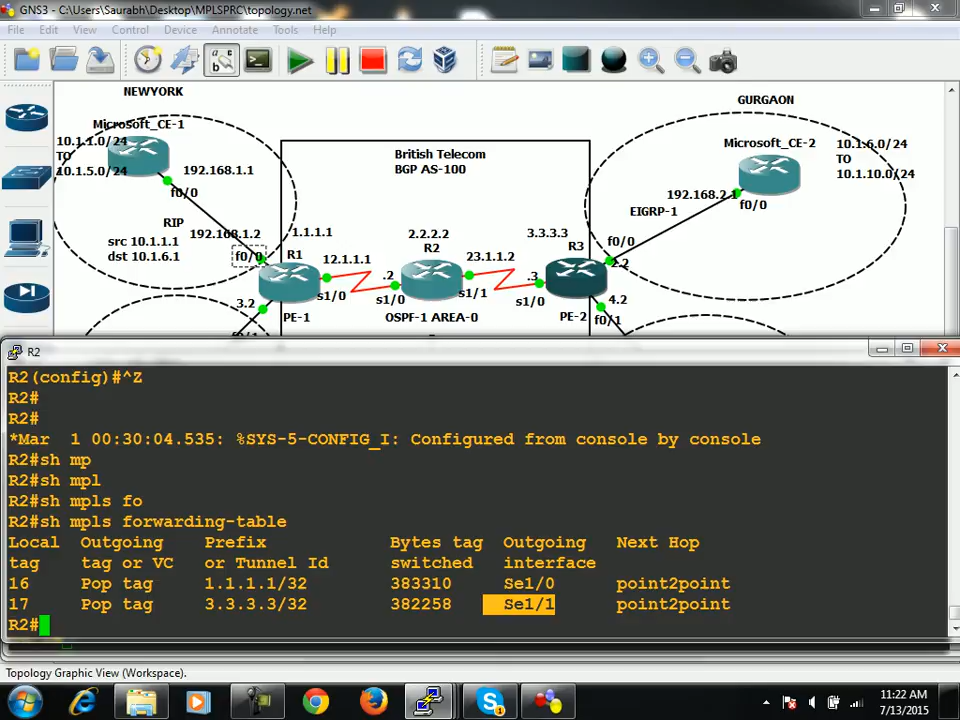 GNS3 - C:\Users\Saurabh\Desktop\MPLSPRC\topology.net
File Edit View Control Device Annotate Tools Help
NEWYORK
Microsoft_CE-1
10.1.1.0/24
TO
10.1.5.0/24
192.168.1.1
f0/0
RIP
192.168.1.2
src 10.1.1.1
dst 10.1.6.1
f0/0
British Telecom
BGP AS-100
1.1.1.1
R1
12.1.1.1
s1/0
PE-1
3.2
2.2.2.2
R2
.2
s1/0
23.1.1.2
s1/1
OSPF-1 AREA-0
3.3.3.3
R3
.3
s1/0
PE-2
f0/0
2.2
4.2
f0/1
GURGAON
Microsoft_CE-2
10.1.6.0/24
TO
10.1.10.0/24
192.168.2.1
f0/0
EIGRP-1
R2
R2(config)#^Z
R2#
R2#
*Mar  1 00:30:04.535: %SYS-5-CONFIG_I: Configured from console by console
R2#sh mp
R2#sh mpl
R2#sh mpls fo
R2#sh mpls forwarding-table
Local Outgoing Prefix Bytes tag Outgoing Next Hop
tag tag or VC or Tunnel Id switched interface
16 Pop tag 1.1.1.1/32 383310 Se1/0 point2point
17 Pop tag 3.3.3.3/32 382258 Se1/1 point2point
R2#
Topology Graphic View (Workspace).
11:22 AM
7/13/2015